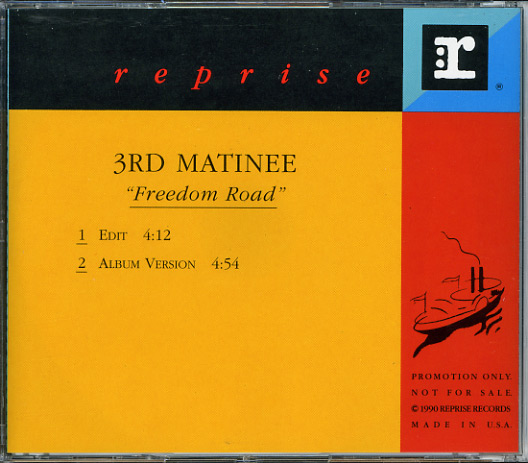 reprise
r
®
3RD MATINEE
"Freedom Road"
1 EDIT 4:12
2 ALBUM VERSION 4:54
PROMOTION ONLY.
NOT FOR SALE.
© 1990 REPRISE RECORDS
MADE IN U.S.A.